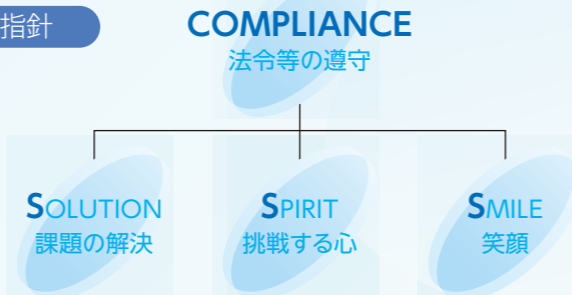 指針
COMPLIANCE
法令等の遵守
SOLUTION
課題の解決
SPIRIT
挑戦する心
SMILE
笑顔